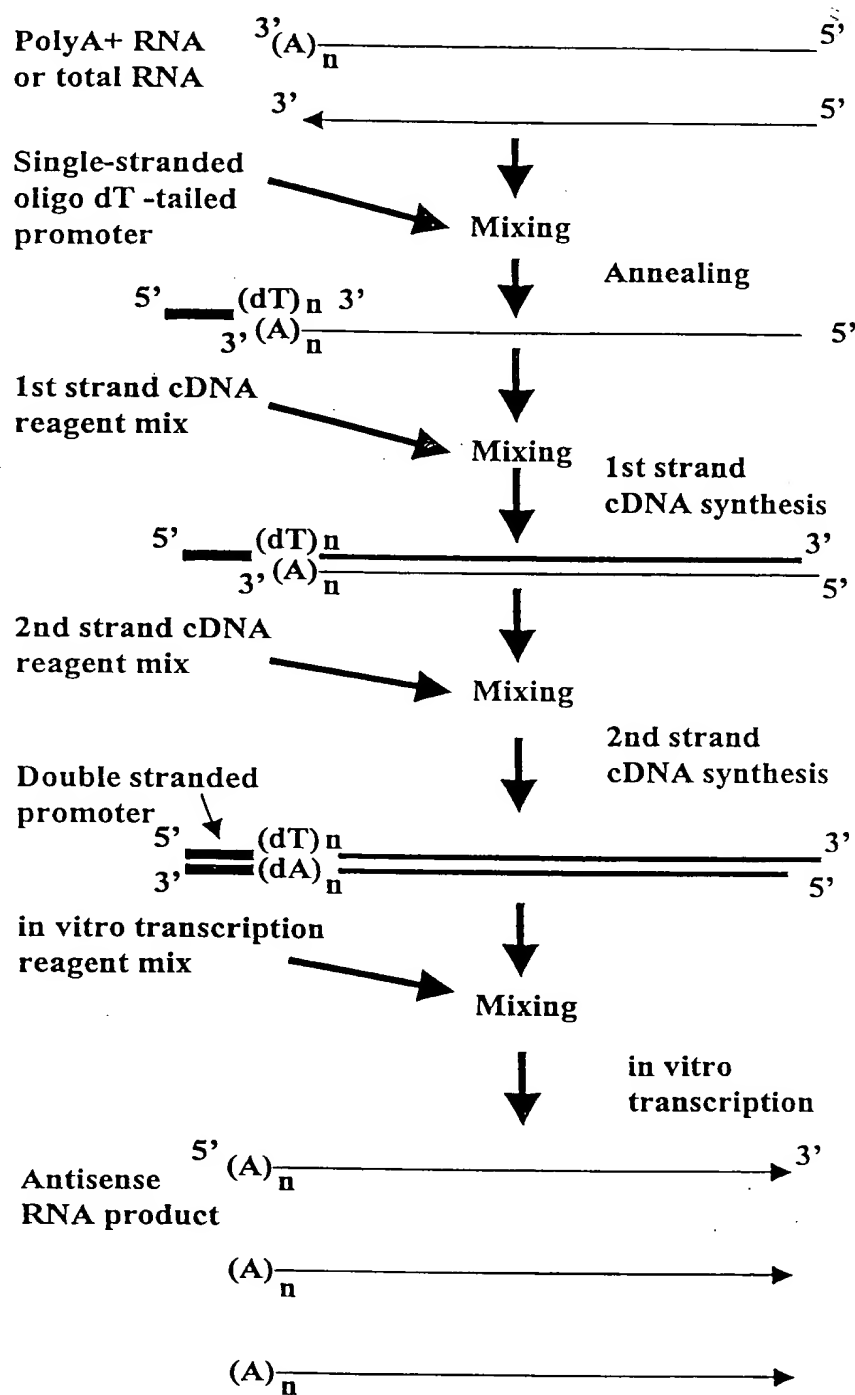 PolyA+ RNA
or total RNA
3' (A)n 5'
3' 5'
Single-stranded
oligo dT -tailed
promoter
Mixing
Annealing
5' (dT)n 3'
3' (A)n 5'
1st strand cDNA
reagent mix
Mixing
1st strand
cDNA synthesis
5' (dT)n 3'
3' (A)n 5'
2nd strand cDNA
reagent mix
Mixing
2nd strand
cDNA synthesis
Double stranded
promoter
5' (dT)n 3'
3' (dA)n 5'
in vitro transcription
reagent mix
Mixing
in vitro
transcription
5' (A)n 3'
Antisense
RNA product
(A)n
(A)n